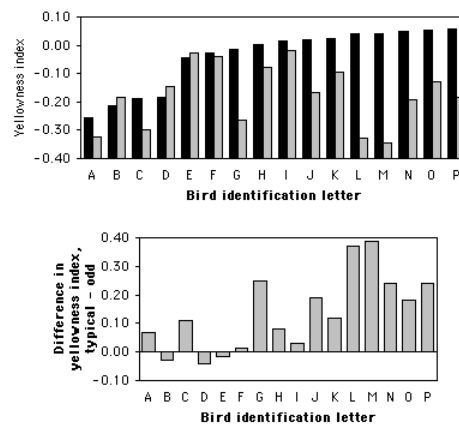 Yellowness index
0.10
0.00
-0.10
-0.20
-0.30
-0.40
A B C D E F G H I J K L M N O P
Bird identification letter
Difference in
yellowness index,
typical - odd
0.40
0.30
0.20
0.10
0.00
-0.10
A B C D E F G H I J K L M N O P
Bird identification letter